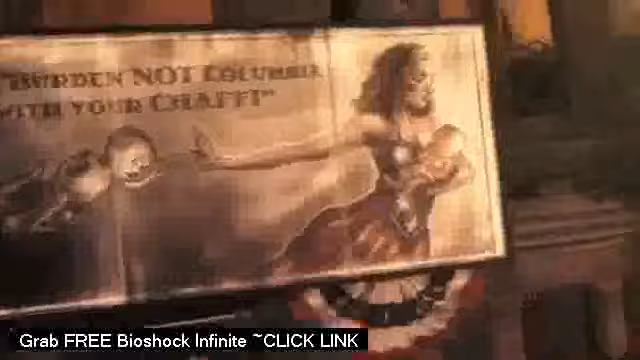 "BURDEN NOT COLUMBIA
WITH YOUR CHAFF!"
Grab FREE Bioshock Infinite ~CLICK LINK